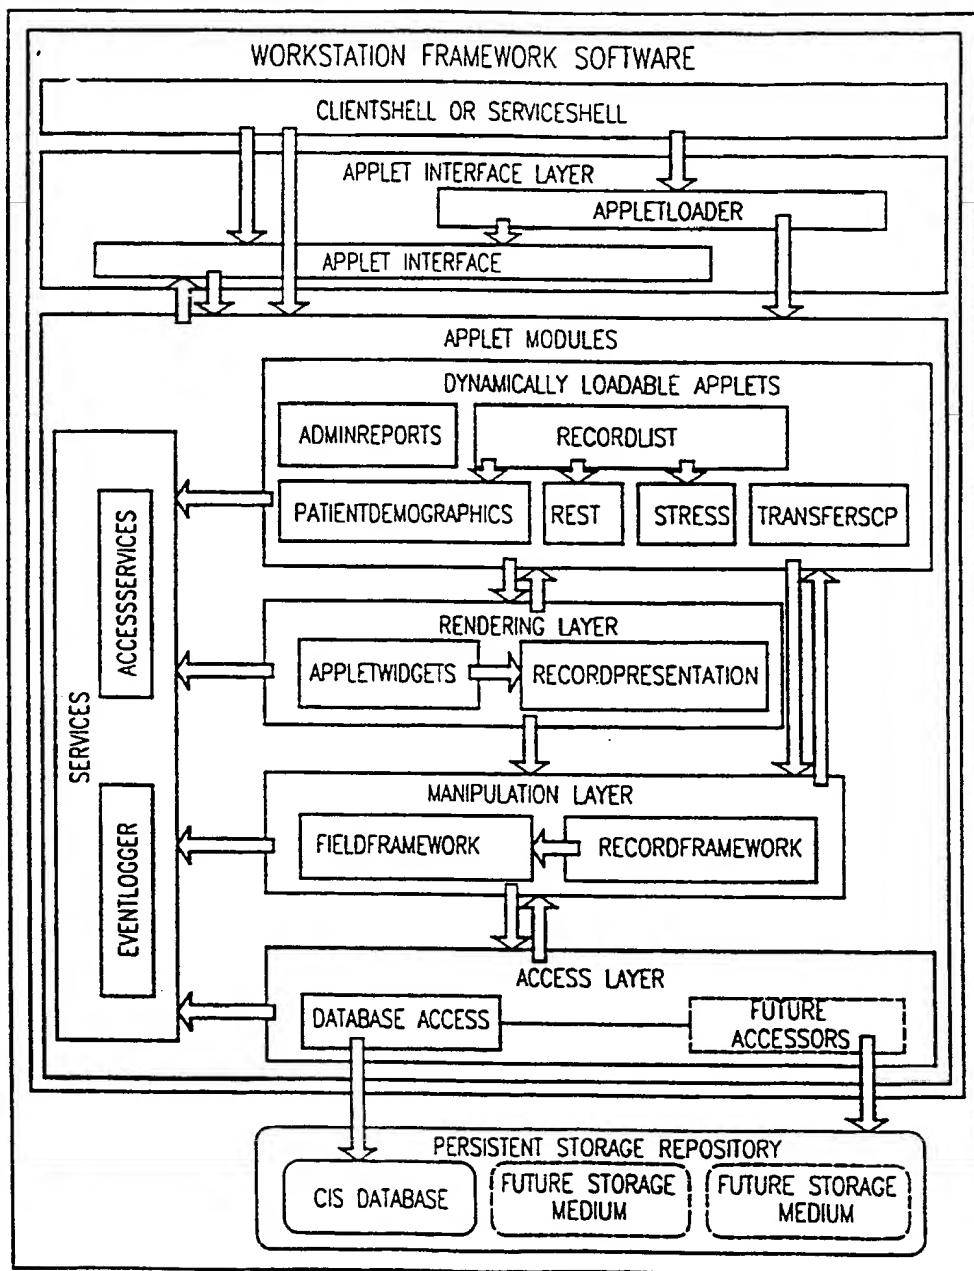 WORKSTATION FRAMEWORK SOFTWARE
CLIENTSHELL OR SERVICESHELL
APPLET INTERFACE LAYER
APPLETLOADER
APPLET INTERFACE
APPLET MODULES
DYNAMICALLY LOADABLE APPLETS
ADMINREPORTS
RECORDLIST
PATIENTDEMOGRAPHICS
REST
STRESS
TRANSFERSCP
SERVICES
ACCESSSERVICES
EVENTLOGGER
RENDERING LAYER
APPLETWIDGETS
RECORDPRESENTATION
MANIPULATION LAYER
FIELDFRAMEWORK
RECORDFRAMEWORK
ACCESS LAYER
DATABASE ACCESS
FUTURE
ACCESSORS
PERSISTENT STORAGE REPOSITORY
CIS DATABASE
FUTURE STORAGE
MEDIUM
FUTURE STORAGE
MEDIUM